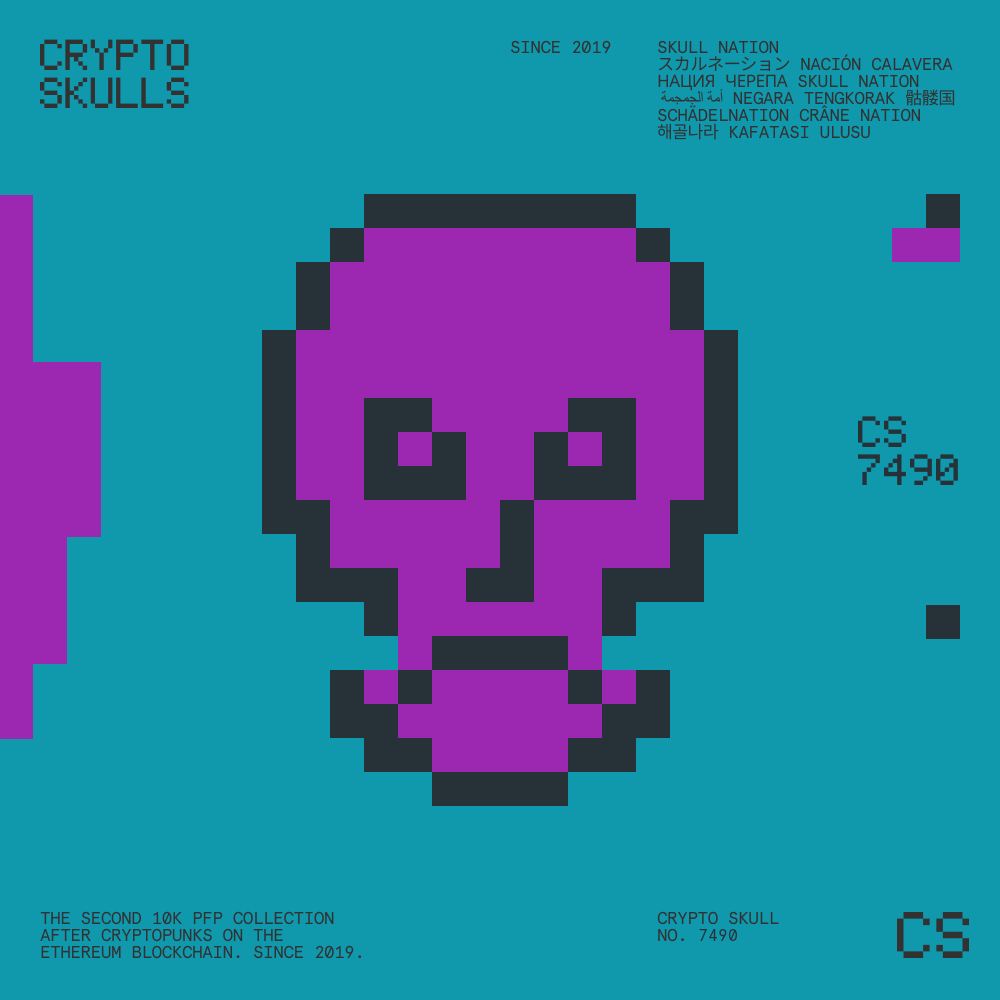 CRYPTO
SKULLS
SINCE 2019
SKULL NATION
スカルネーション NACIÓN CALAVERA
НАЦИЯ ЧЕРЕПА SKULL NATION
أمة الجمجمة NEGARA TENGKORAK 骷髅国
SCHÄDELNATION CRÂNE NATION
해골나라 KAFATASI ULUSU
CS
7490
THE SECOND 10K PFP COLLECTION
AFTER CRYPTOPUNKS ON THE
ETHEREUM BLOCKCHAIN. SINCE 2019.
CRYPTO SKULL
NO. 7490
CS